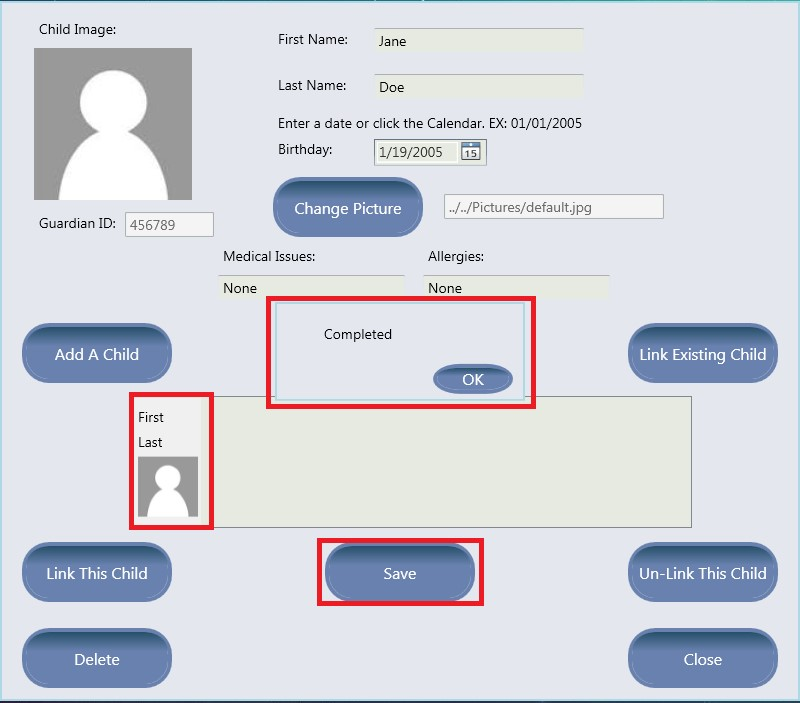 Child Image:
First Name: Jane
Last Name: Doe
Enter a date or click the Calendar. EX: 01/01/2005
Birthday: 1/19/2005 15
Change Picture ../../Pictures/default.jpg
Guardian ID: 456789
Medical Issues: Allergies:
None None
Completed
Add A Child Link Existing Child
OK
First
Last
Link This Child Save Un-Link This Child
Delete Close